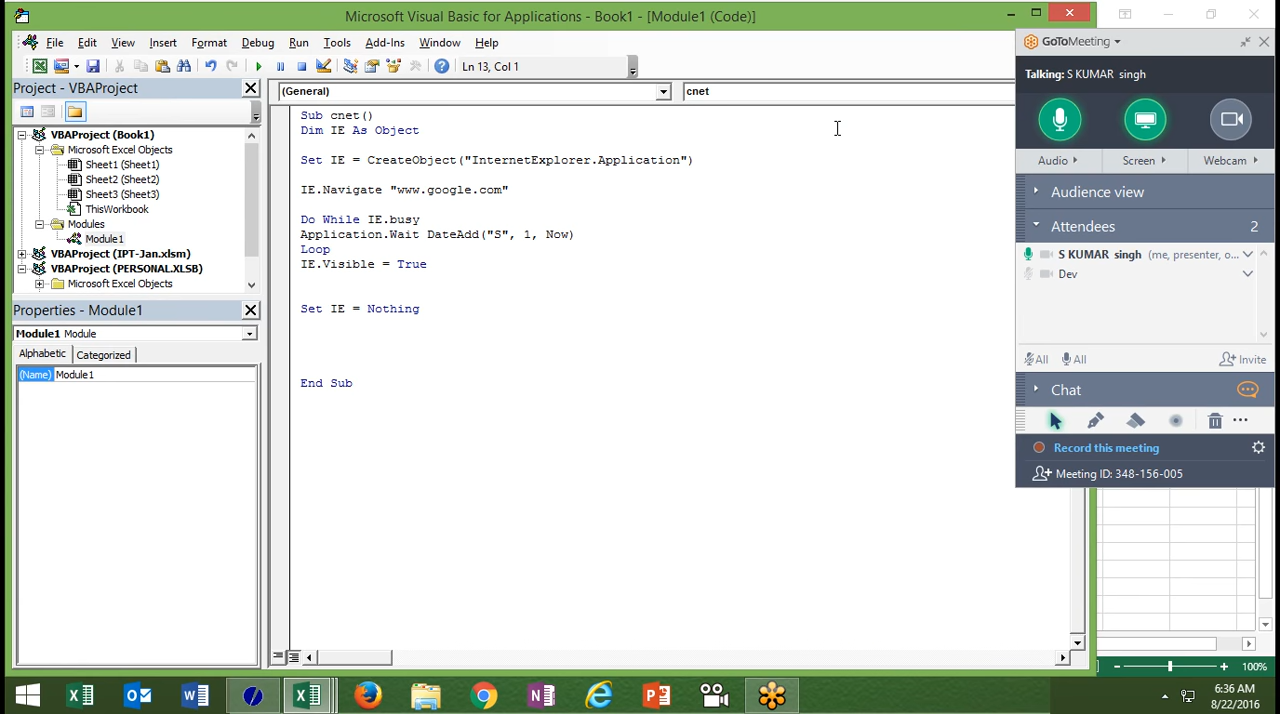 Microsoft Visual Basic for Applications - Book1 - [Module1 (Code)]
File Edit View Insert Format Debug Run Tools Add-Ins Window Help
Ln 13, Col 1
Project - VBAProject
VBAProject (Book1)
Microsoft Excel Objects
Sheet1 (Sheet1)
Sheet2 (Sheet2)
Sheet3 (Sheet3)
ThisWorkbook
Modules
Module1
VBAProject (IPT-Jan.xlsm)
VBAProject (PERSONAL.XLSB)
Microsoft Excel Objects
Properties - Module1
Module1 Module
Alphabetic Categorized
(Name) Module1
(General) cnet
Sub cnet()
Dim IE As Object
Set IE = CreateObject("InternetExplorer.Application")
IE.Navigate "www.google.com"
Do While IE.busy
Application.Wait DateAdd("S", 1, Now)
Loop
IE.Visible = True
Set IE = Nothing
End Sub
GoToMeeting
Talking: S KUMAR singh
Audio Screen Webcam
Audience view
Attendees 2
S KUMAR singh (me, presenter, o...
Dev
All All Invite
Chat
Record this meeting
Meeting ID: 348-156-005
100%
6:36 AM
8/22/2016